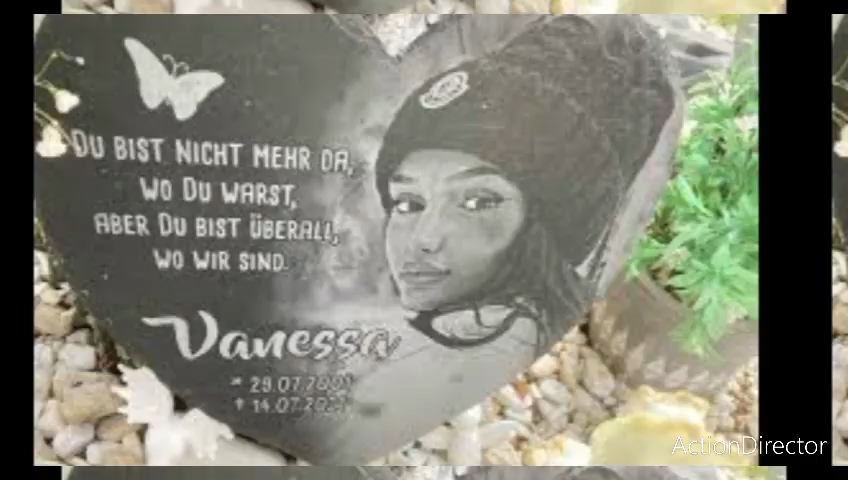 DU BIST NICHT MEHR DA,
WO DU WARST,
ABER DU BIST ÜBERALL,
WO WIR SIND.
Vanessa
ActionDirector